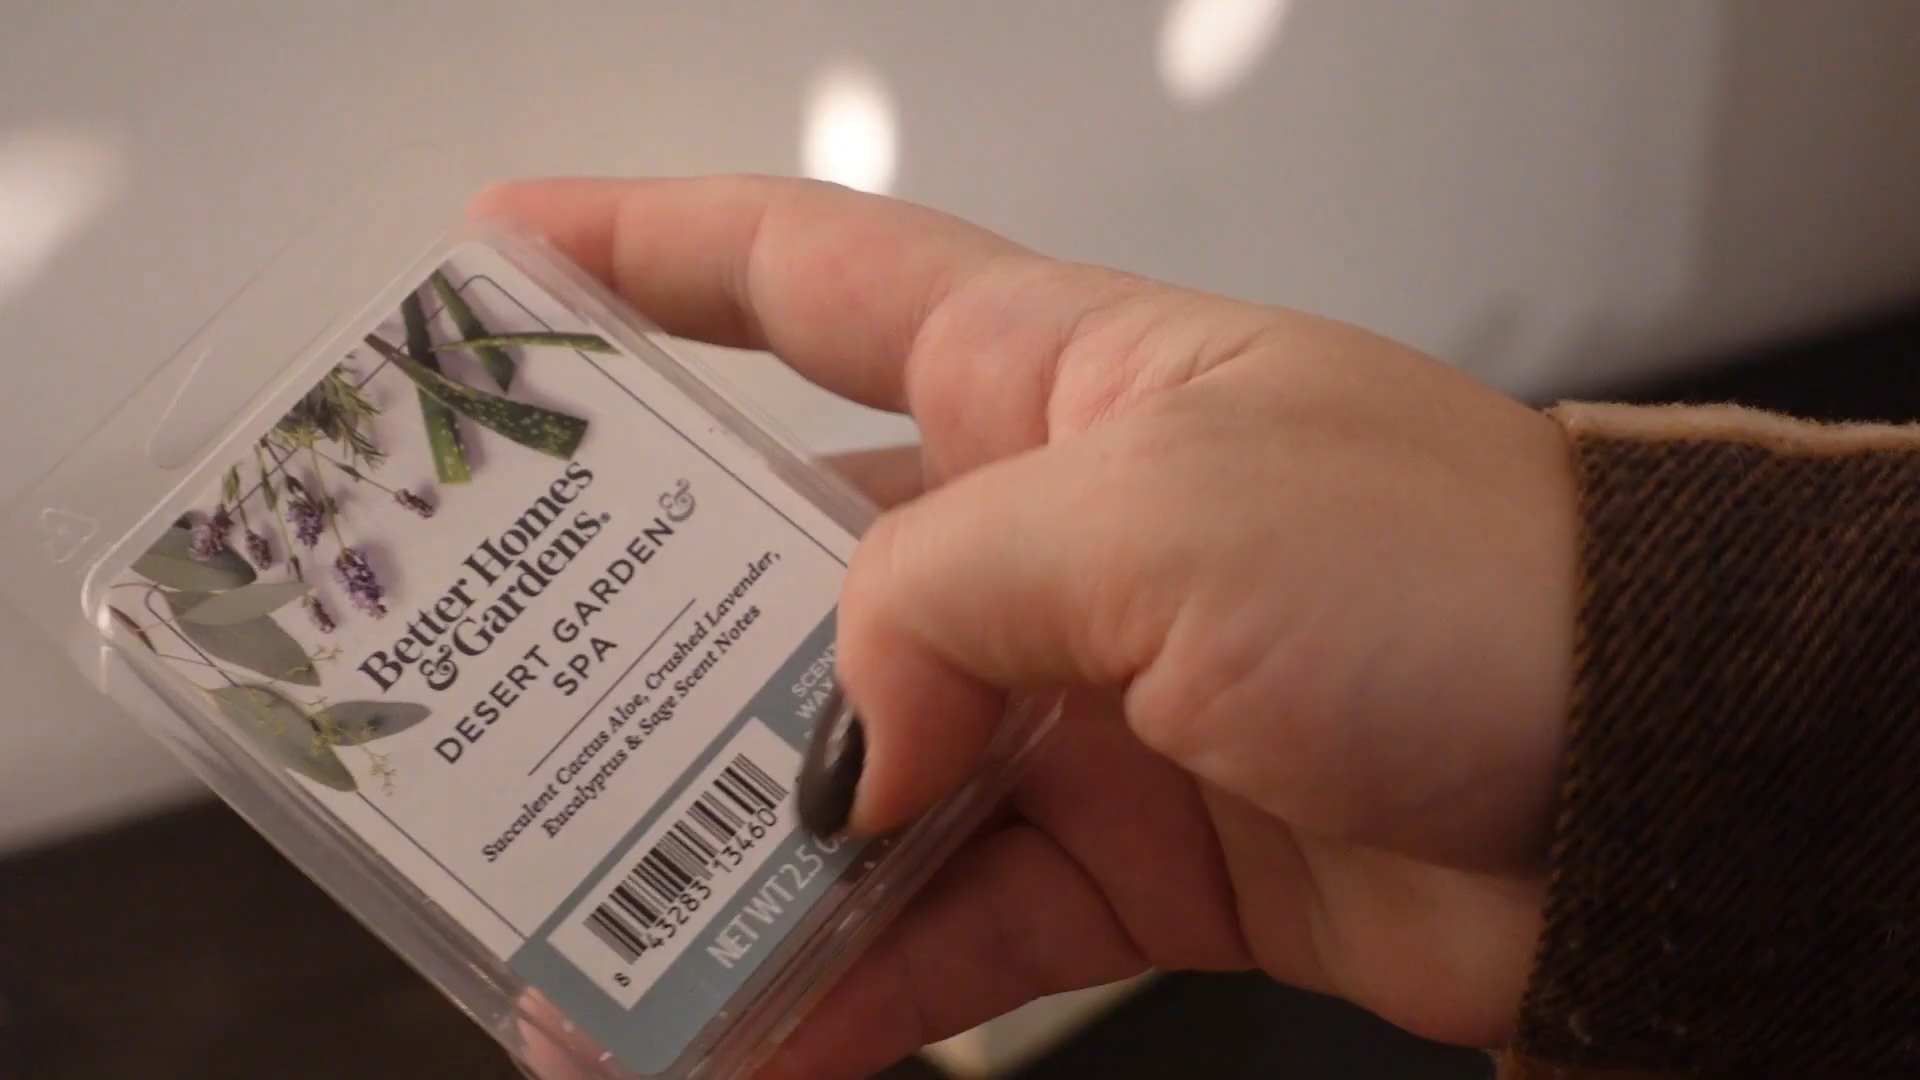 Better Homes
&Gardens®
DESERT GARDEN &
SPA
Succulent Cactus Aloe, Crushed Lavender,
Eucalyptus & Sage Scent Notes
8 43283 13460
NET WT 2.5